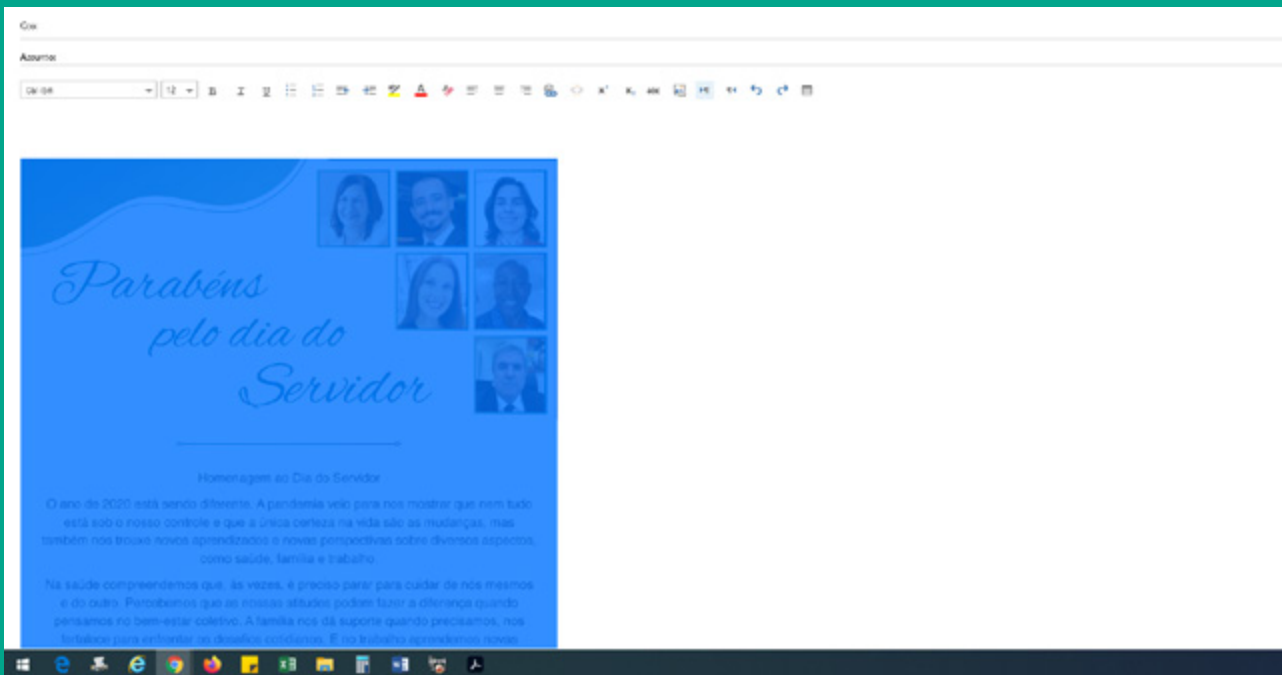 Cco:
Assunto:
12
B I U
abc
Parabéns
pelo dia do
Servidor
Homenagem ao Dia do Servidor
O ano de 2020 está sendo diferente. A pandemia veio para nos mostrar que nem tudo
está sob o nosso controle e que a única certeza na vida são as mudanças, mas
também nos trouxe novos aprendizados e novas perspectivas sobre diversos aspectos,
como saúde, família e trabalho.
Na saúde compreendemos que, às vezes, é preciso parar para cuidar de nós mesmos
e do outro. Percebemos que as nossas atitudes podem fazer a diferença quando
pensamos no bem-estar coletivo. A família nos dá suporte quando precisamos, nos
fortalece para enfrentar os desafios cotidianos. E no trabalho aprendemos novas